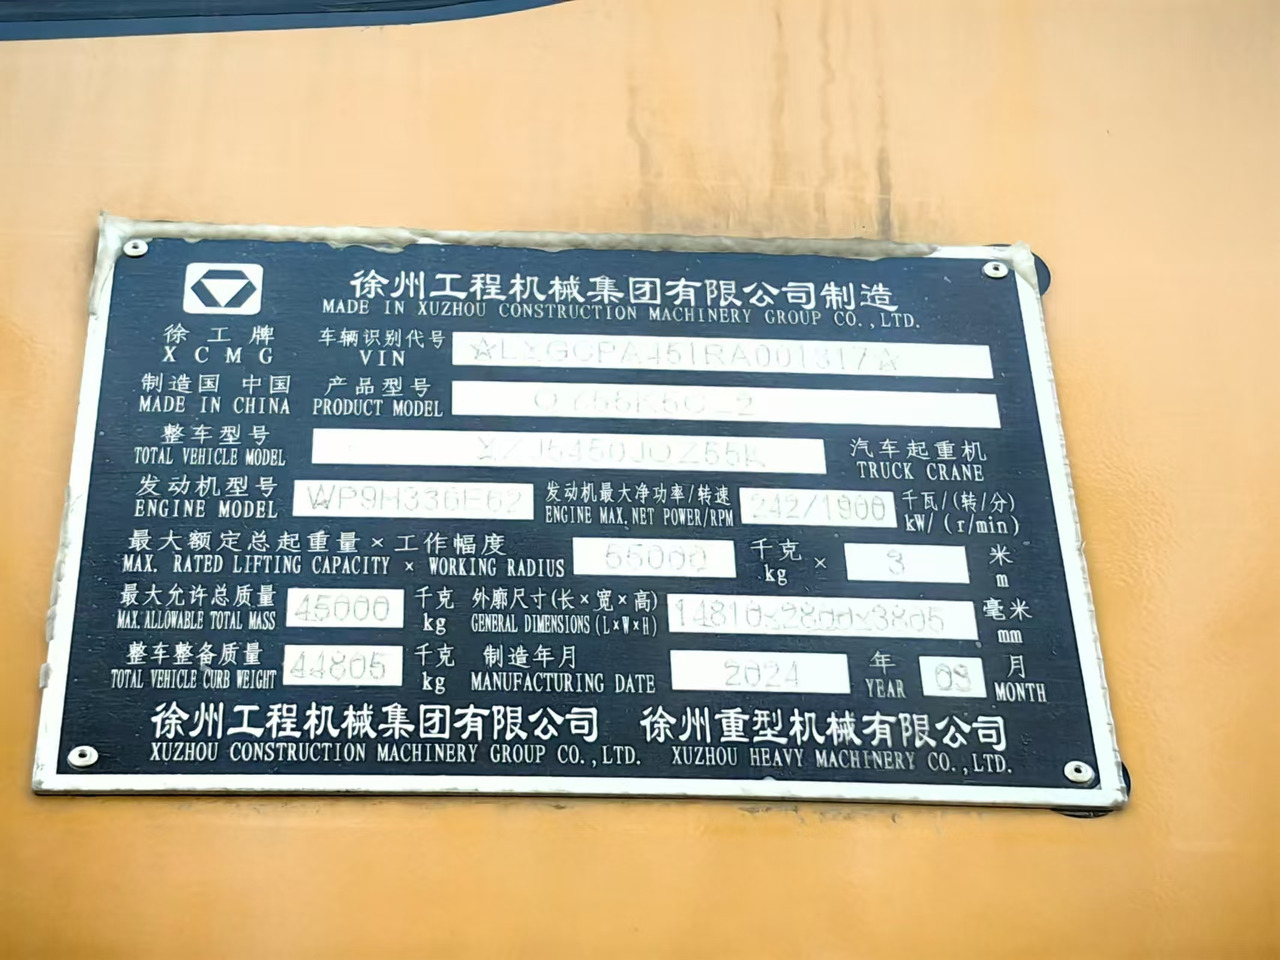 徐州工程机械集团有限公司制造
MADE IN XUZHOU CONSTRUCTION MACHINERY GROUP CO.,LTD.
徐工牌 车辆识别代号
XCMG VIN
制造国 中国 产品型号
MADE IN CHINA PRODUCT MODEL
整车型号 汽车起重机
TOTAL VEHICLE MODEL TRUCK CRANE
发动机型号 发动机最大净功率/转速 242/1900 千瓦/(转/分)
ENGINE MODEL ENGINE MAX.NET POWER/RPM kW/(r/min)
最大额定总起重量×工作幅度 55000 千克 × 3 米
MAX. RATED LIFTING CAPACITY × WORKING RADIUS kg m
最大允许总质量 45000 千克 外廓尺寸(长×宽×高) 14810×2800×3805 毫米
MAX.ALLOWABLE TOTAL MASS kg GENERAL DIMENSIONS(L×W×H) mm
整车整备质量 44805 千克 制造年月 2024 年 月
TOTAL VEHICLE CURB WEIGHT kg MANUFACTURING DATE YEAR MONTH
徐州工程机械集团有限公司 徐州重型机械有限公司
XUZHOU CONSTRUCTION MACHINERY GROUP CO.,LTD. XUZHOU HEAVY MACHINERY CO.,LTD.